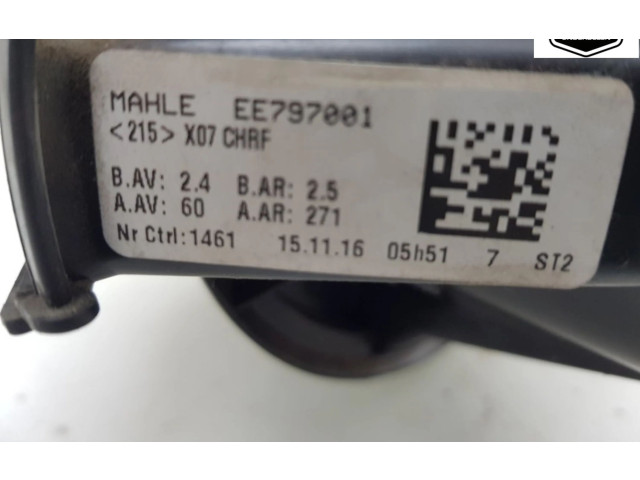 MAHLE EE797001
<215> X07 CHRF
B.AV: 2.4 B.AR: 2.5
A.AV: 60 A.AR: 271
Nr Ctrl:1461 15.11.16 05h51 7 ST2